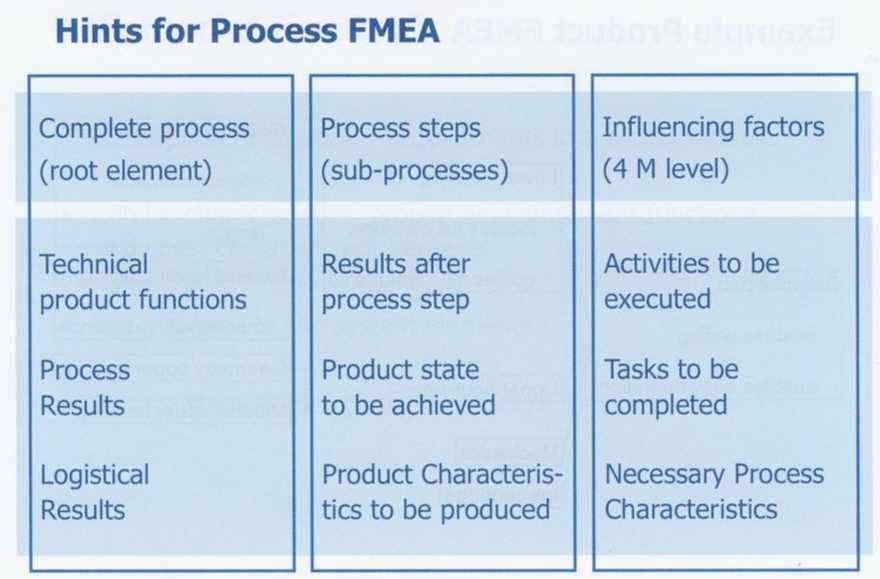 Hints for Process FMEA
Complete process
(root element)
Technical
product functions
Process
Results
Logistical
Results
Process steps
(sub-processes)
Results after
process step
Product state
to be achieved
Product Characteris-
tics to be produced
Influencing factors
(4 M level)
Activities to be
executed
Tasks to be
completed
Necessary Process
Characteristics